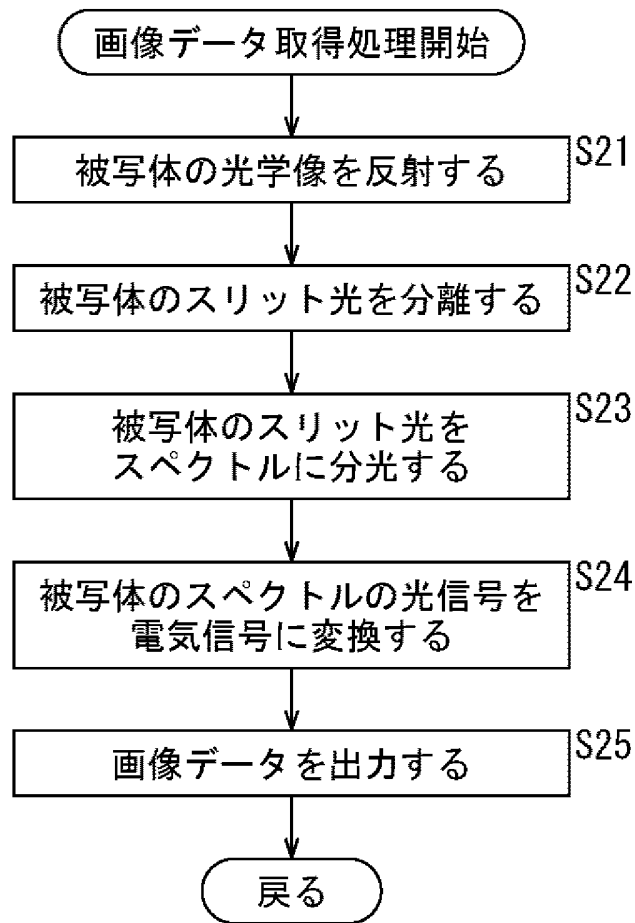 画像データ取得処理開始
被写体の光学像を反射する
S21
被写体のスリット光を分離する
S22
被写体のスリット光を
スペクトルに分光する
S23
被写体のスペクトルの光信号を
電気信号に変換する
S24
画像データを出力する
S25
戻る